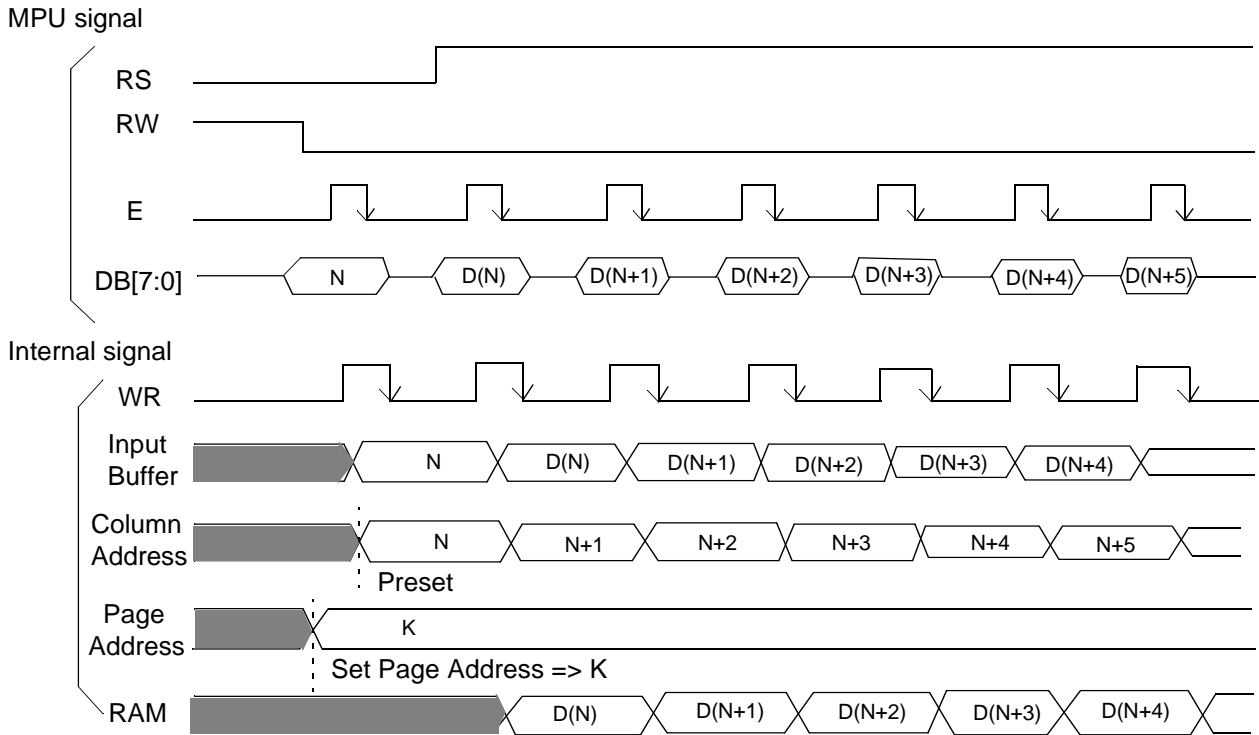 MPU signal
RS
RW
E
DB[7:0] N D(N) D(N+1) D(N+2) D(N+3) D(N+4) D(N+5)
Internal signal
WR
Input
Buffer
N D(N) D(N+1) D(N+2) D(N+3) D(N+4)
Column
Address
N N+1 N+2 N+3 N+4 N+5
Preset
Page
Address
K
Set Page Address => K
RAM D(N) D(N+1) D(N+2) D(N+3) D(N+4)